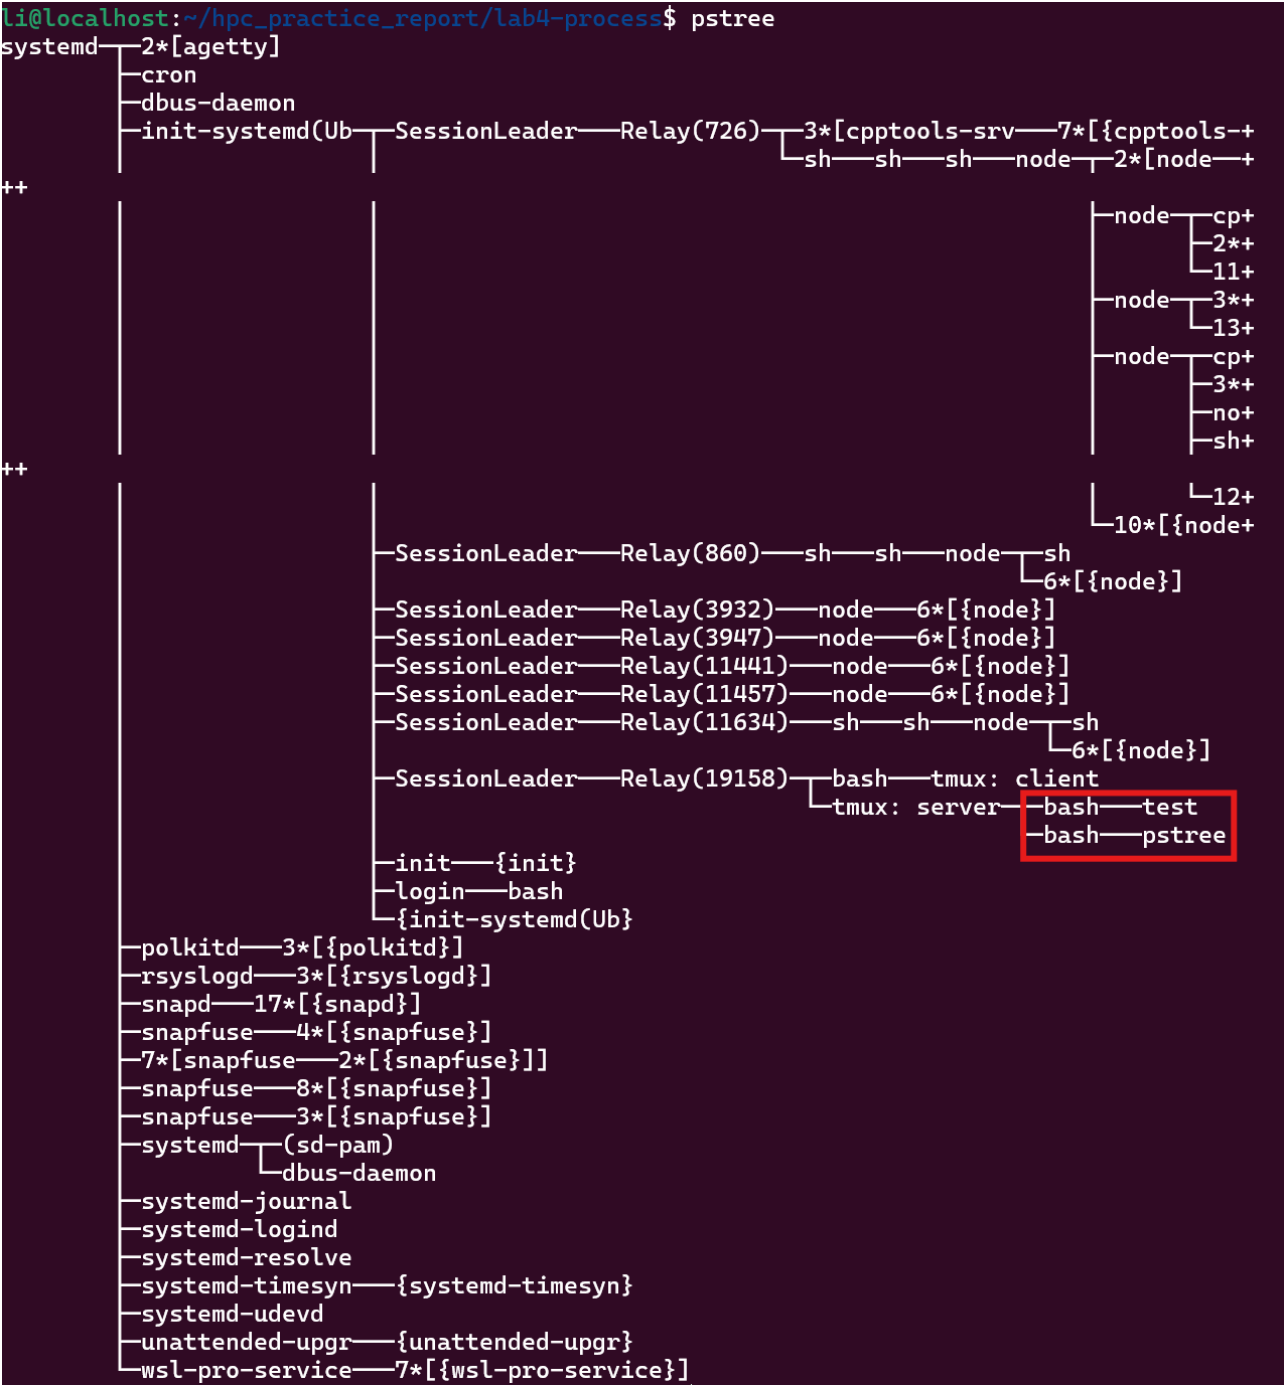 li@localhost:~/hpc_practice_report/lab4-process$ pstree
systemd─┬─2*[agetty]
        ├─cron
        ├─dbus-daemon
        ├─init-systemd(Ub─┬─SessionLeader───Relay(726)─┬─3*[cpptools-srv───7*[{cpptools-+
        │                 │                            └─sh───sh───sh───node─┬─2*[node──+
++
        │                 │                                                  ├─node─┬─cp+
        │                 │                                                  │      ├─2*+
        │                 │                                                  │      └─11+
        │                 │                                                  ├─node─┬─3*+
        │                 │                                                  │      └─13+
        │                 │                                                  ├─node─┬─cp+
        │                 │                                                  │      ├─3*+
        │                 │                                                  │      ├─no+
        │                 │                                                  │      ├─sh+
++
        │                 │                                                  │      └─12+
        │                 │                                                  └─10*[{node+
        │                 ├─SessionLeader───Relay(860)───sh───sh───node─┬─sh
        │                 │                                             └─6*[{node}]
        │                 ├─SessionLeader───Relay(3932)───node───6*[{node}]
        │                 ├─SessionLeader───Relay(3947)───node───6*[{node}]
        │                 ├─SessionLeader───Relay(11441)───node───6*[{node}]
        │                 ├─SessionLeader───Relay(11457)───node───6*[{node}]
        │                 ├─SessionLeader───Relay(11634)───sh───sh───node─┬─sh
        │                 │                                               └─6*[{node}]
        │                 ├─SessionLeader───Relay(19158)─┬─bash───tmux: client
        │                 │                              └─tmux: server─┬─bash───test
        │                 │                                             ├─bash───pstree
        │                 ├─init───{init}
        │                 ├─login───bash
        │                 └─{init-systemd(Ub}
        ├─polkitd───3*[{polkitd}]
        ├─rsyslogd───3*[{rsyslogd}]
        ├─snapd───17*[{snapd}]
        ├─snapfuse───4*[{snapfuse}]
        ├─7*[snapfuse───2*[{snapfuse}]]
        ├─snapfuse───8*[{snapfuse}]
        ├─snapfuse───3*[{snapfuse}]
        ├─systemd─┬─(sd-pam)
        │         └─dbus-daemon
        ├─systemd-journal
        ├─systemd-logind
        ├─systemd-resolve
        ├─systemd-timesyn───{systemd-timesyn}
        ├─systemd-udevd
        ├─unattended-upgr───{unattended-upgr}
        └─wsl-pro-service───7*[{wsl-pro-service}]